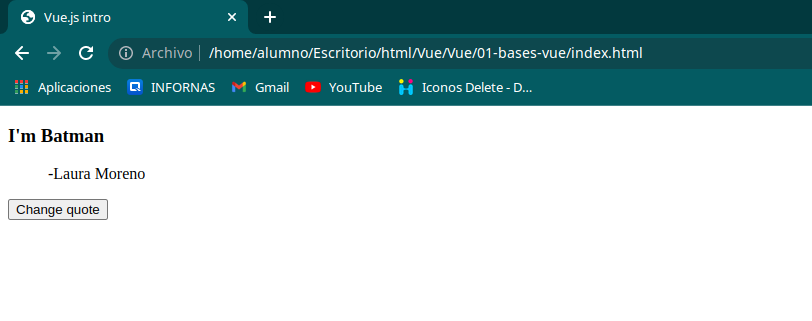 Vue.js intro
Archivo /home/alumno/Escritorio/html/Vue/Vue/01-bases-vue/index.html
Aplicaciones INFORNAS Gmail YouTube Iconos Delete - D...
I'm Batman
-Laura Moreno
Change quote